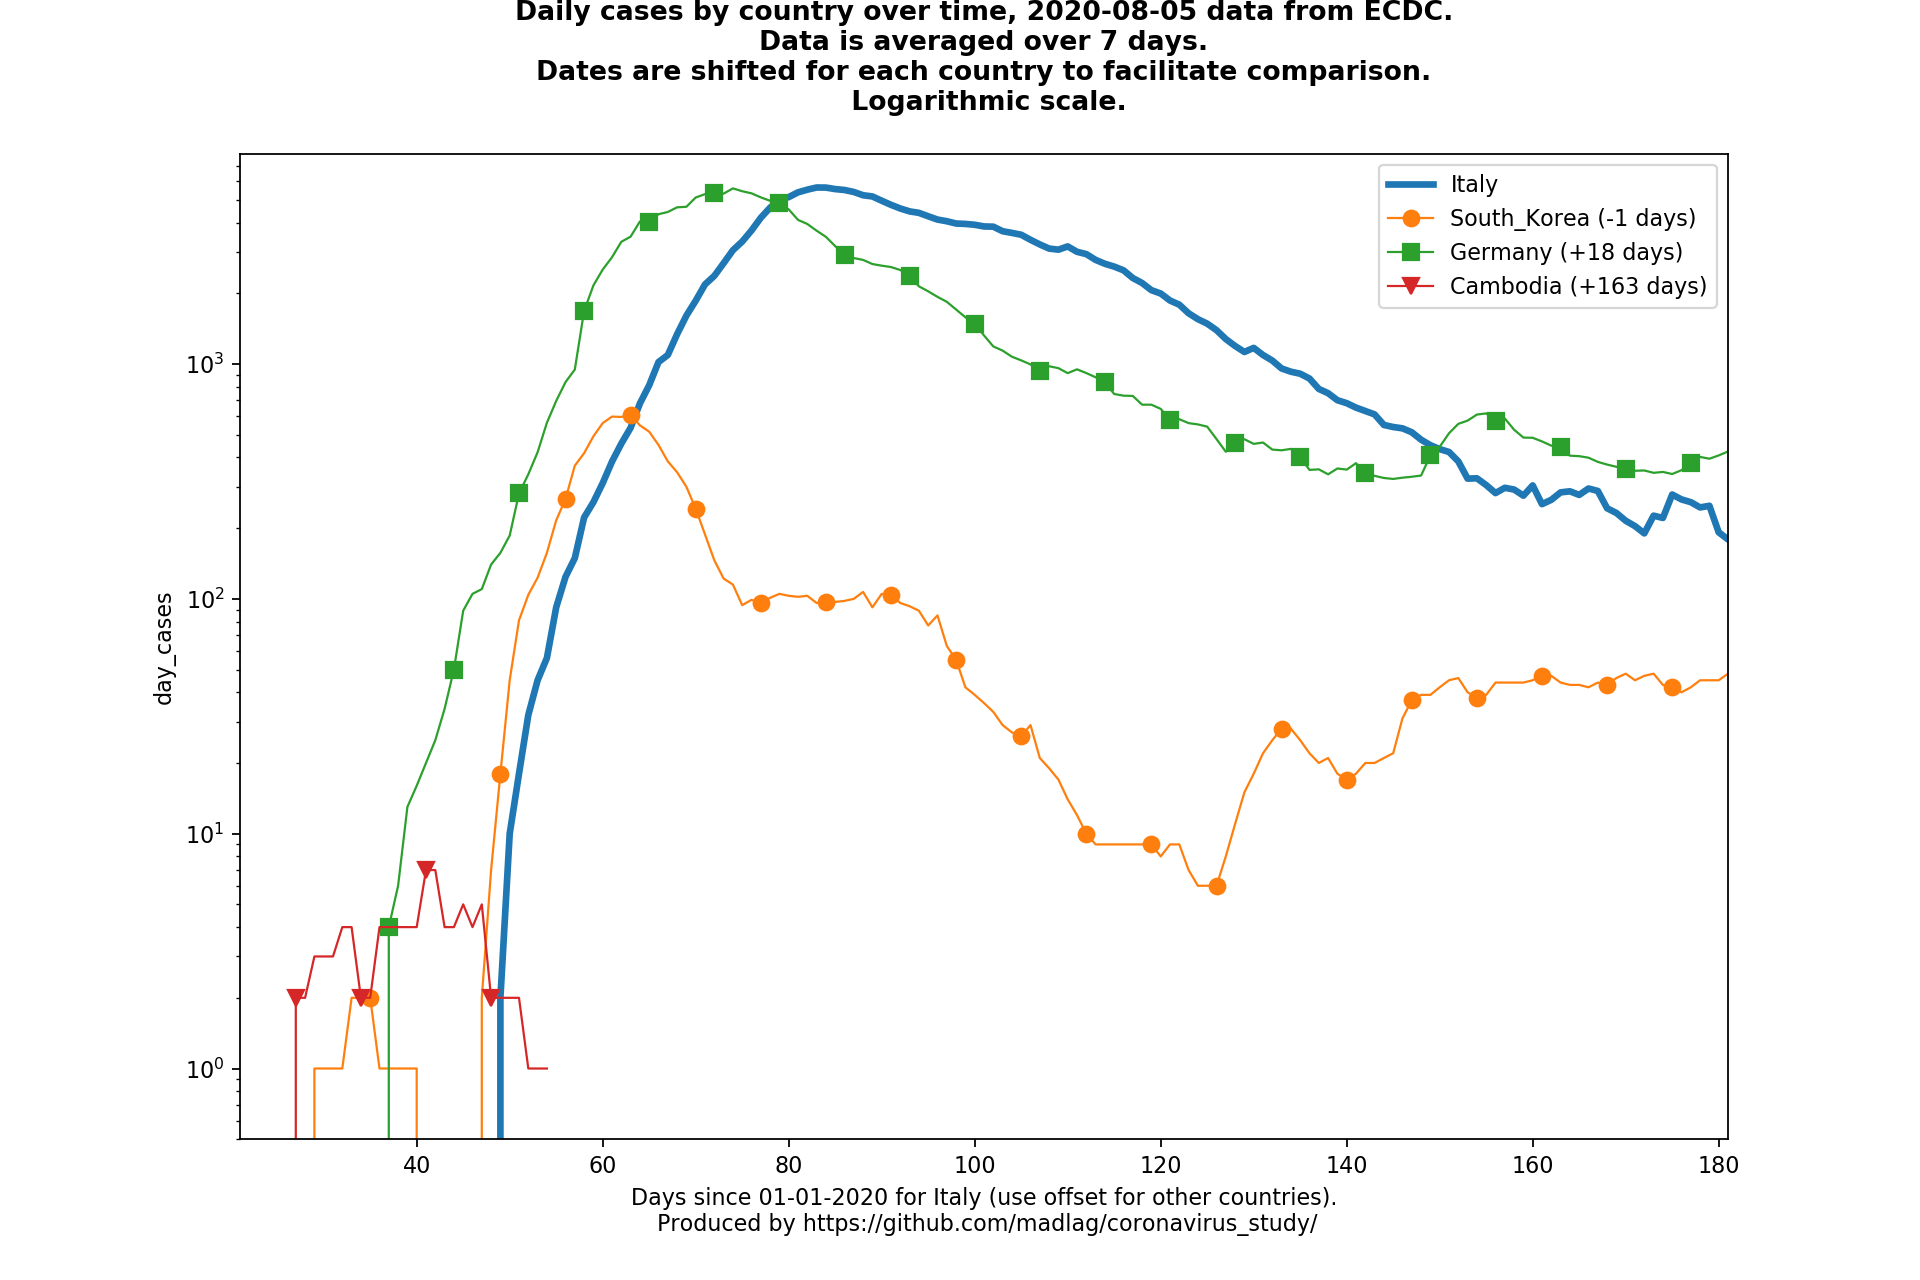 Daily cases by country over time, 2020-08-05 data from ECDC.
Data is averaged over 7 days.
Dates are shifted for each country to facilitate comparison.
Logarithmic scale.
Italy
South_Korea (-1 days)
Germany (+18 days)
Cambodia (+163 days)
10³
10²
10¹
10⁰
day_cases
40 60 80 100 120 140 160 180
Days since 01-01-2020 for Italy (use offset for other countries).
Produced by https://github.com/madlag/coronavirus_study/